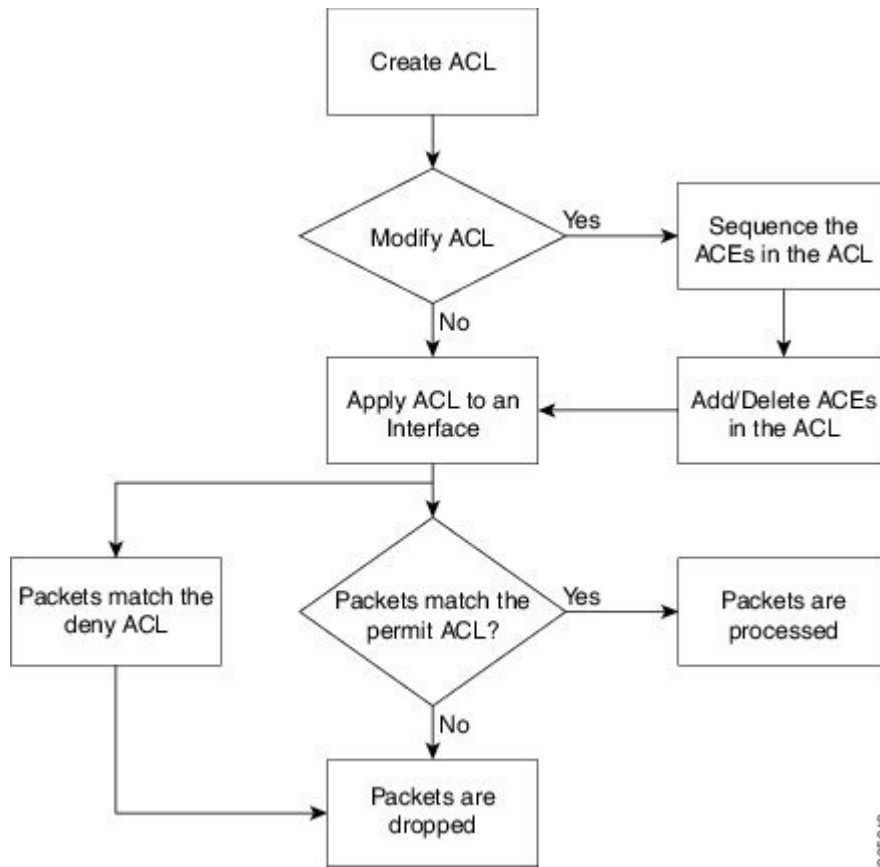 Create ACL
Modify ACL
Yes
Sequence the
ACEs in the ACL
No
Apply ACL to an
Interface
Add/Delete ACEs
in the ACL
Packets match the
deny ACL
Packets match the
permit ACL?
Yes
Packets are
processed
No
Packets are
dropped